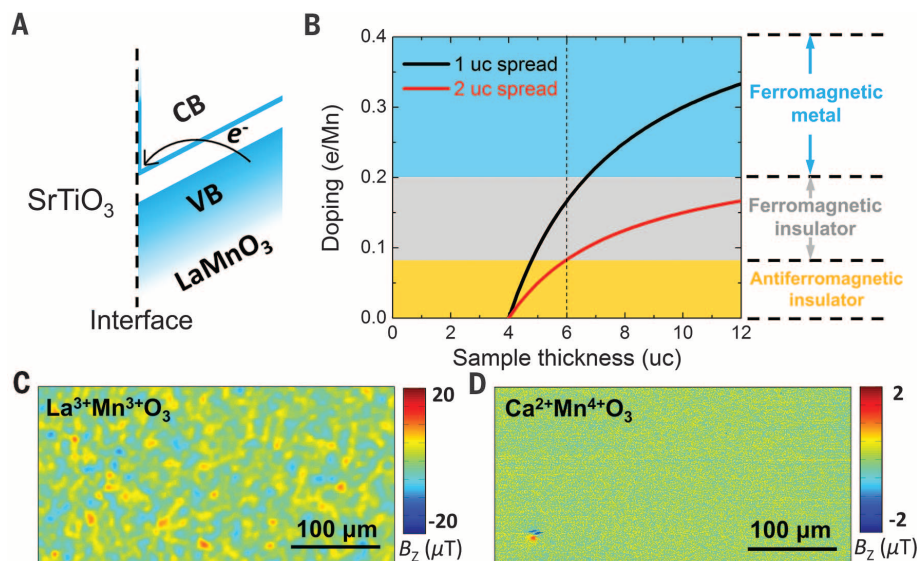 A
CB
e-
VB
SrTiO3
LaMnO3
Interface
B
Doping (e/Mn)
0.4
0.3
0.2
0.1
0.0
1 uc spread
2 uc spread
0 2 4 6 8 10 12
Sample thickness (uc)
Ferromagnetic
metal
Ferromagnetic
insulator
Antiferromagnetic
insulator
C
La3+Mn3+O3
100 μm
20
-20
BZ (μT)
D
Ca2+Mn4+O3
100 μm
2
-2
BZ (μT)